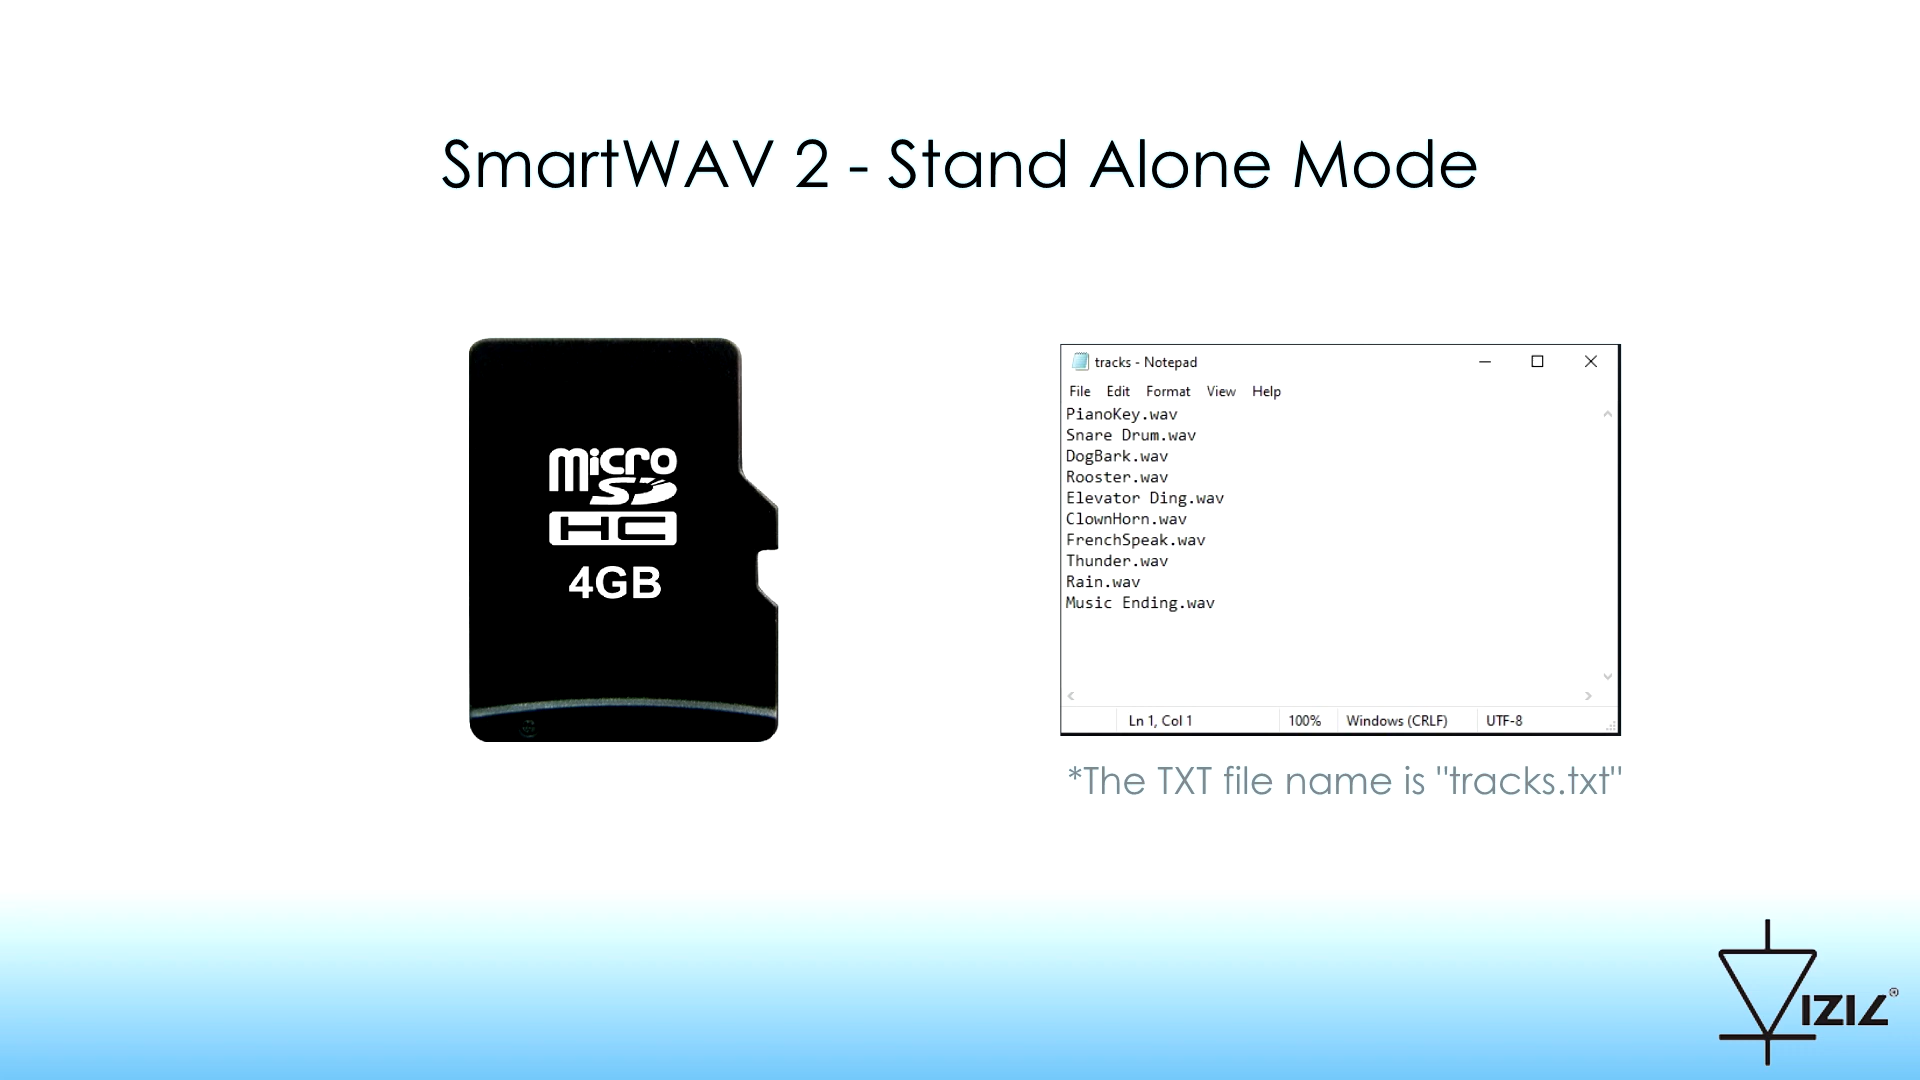 SmartWAV 2 - Stand Alone Mode
micro
SD
HC
4GB
tracks - Notepad
File Edit Format View Help
PianoKey.wav
Snare Drum.wav
DogBark.wav
Rooster.wav
Elevator Ding.wav
ClownHorn.wav
FrenchSpeak.wav
Thunder.wav
Rain.wav
Music Ending.wav
Ln 1, Col 1 100% Windows (CRLF) UTF-8
*The TXT file name is "tracks.txt"
VIZIC®